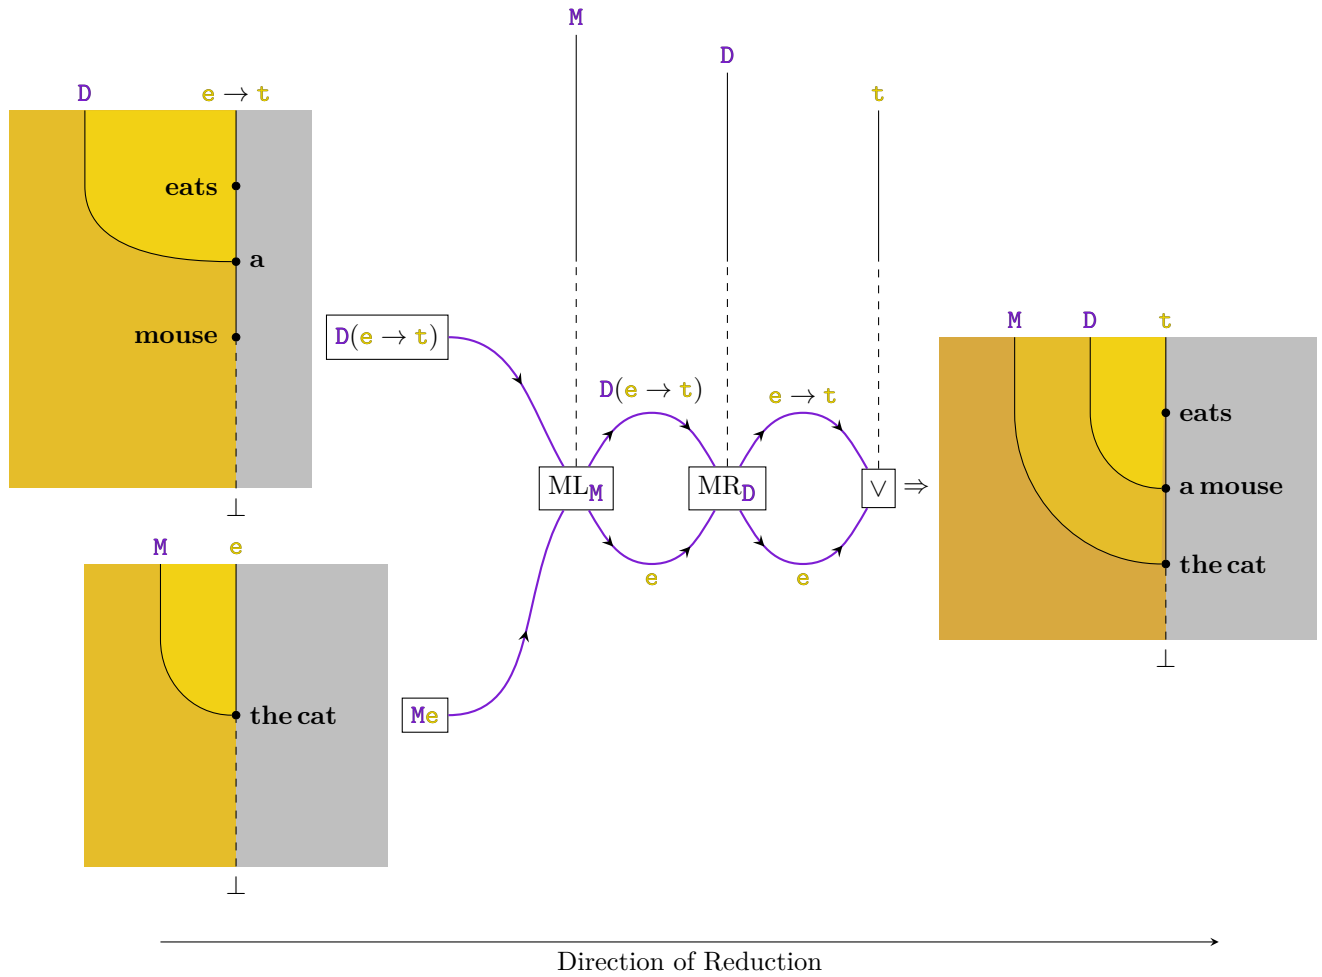 M
D
D
e → t
t
eats
a
mouse
D(e → t)
⊥
M
e
the cat
⊥
Me
D(e → t)
e → t
ML_M
MR_D
∨
⇒
e
e
M
D
t
eats
a mouse
the cat
⊥
Direction of Reduction